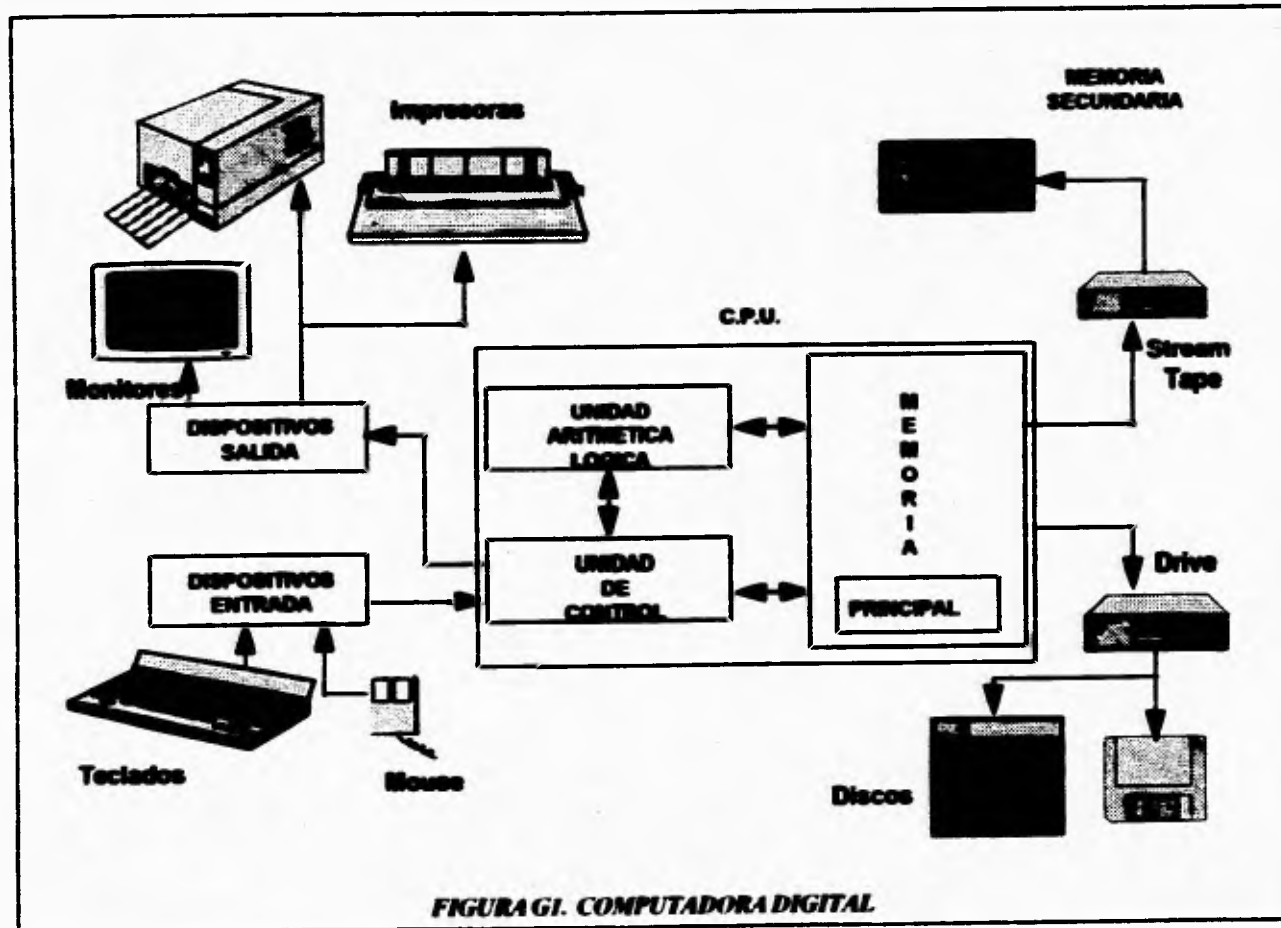 Impresoras
MEMORIA
SECUNDARIA
C.P.U.
Stream
Tape
Monitores
DISPOSITIVOS
SALIDA
UNIDAD
ARITMETICA
LOGICA
M
E
M
O
R
I
A
DISPOSITIVOS
ENTRADA
UNIDAD
DE
CONTROL
PRINCIPAL
Drive
Teclados
Mouse
Discos
FIGURA G1. COMPUTADORA DIGITAL